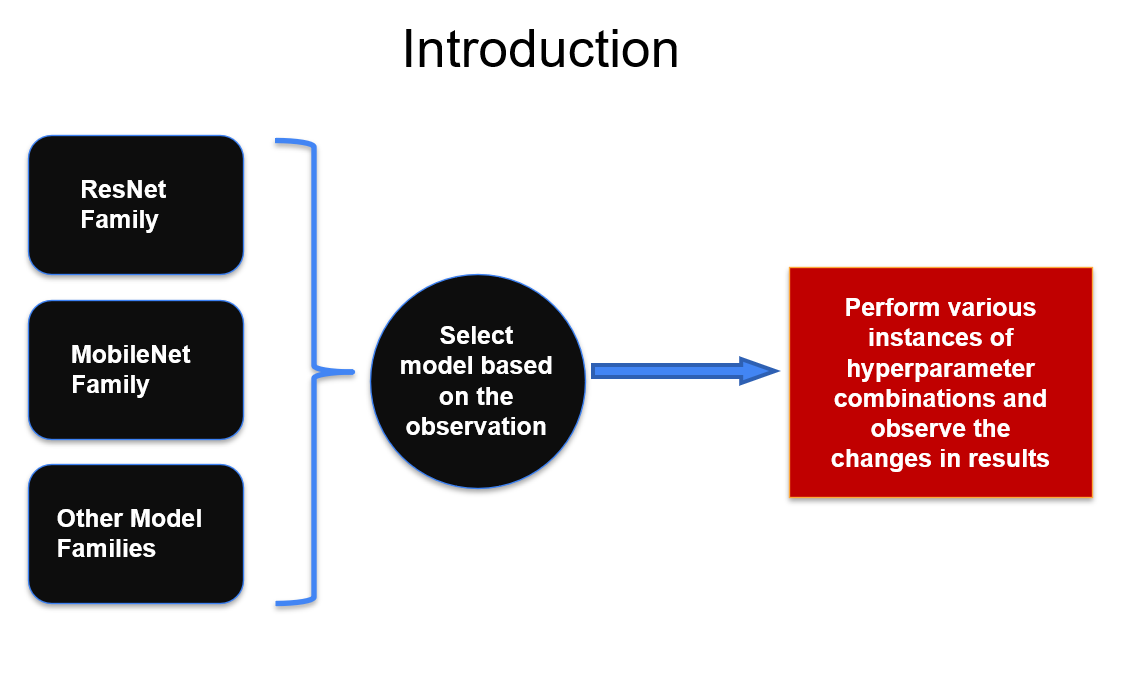 Introduction
ResNet
Family
MobileNet
Family
Other Model
Families
Select
model based
on the
observation
Perform various
instances of
hyperparameter
combinations and
observe the
changes in results